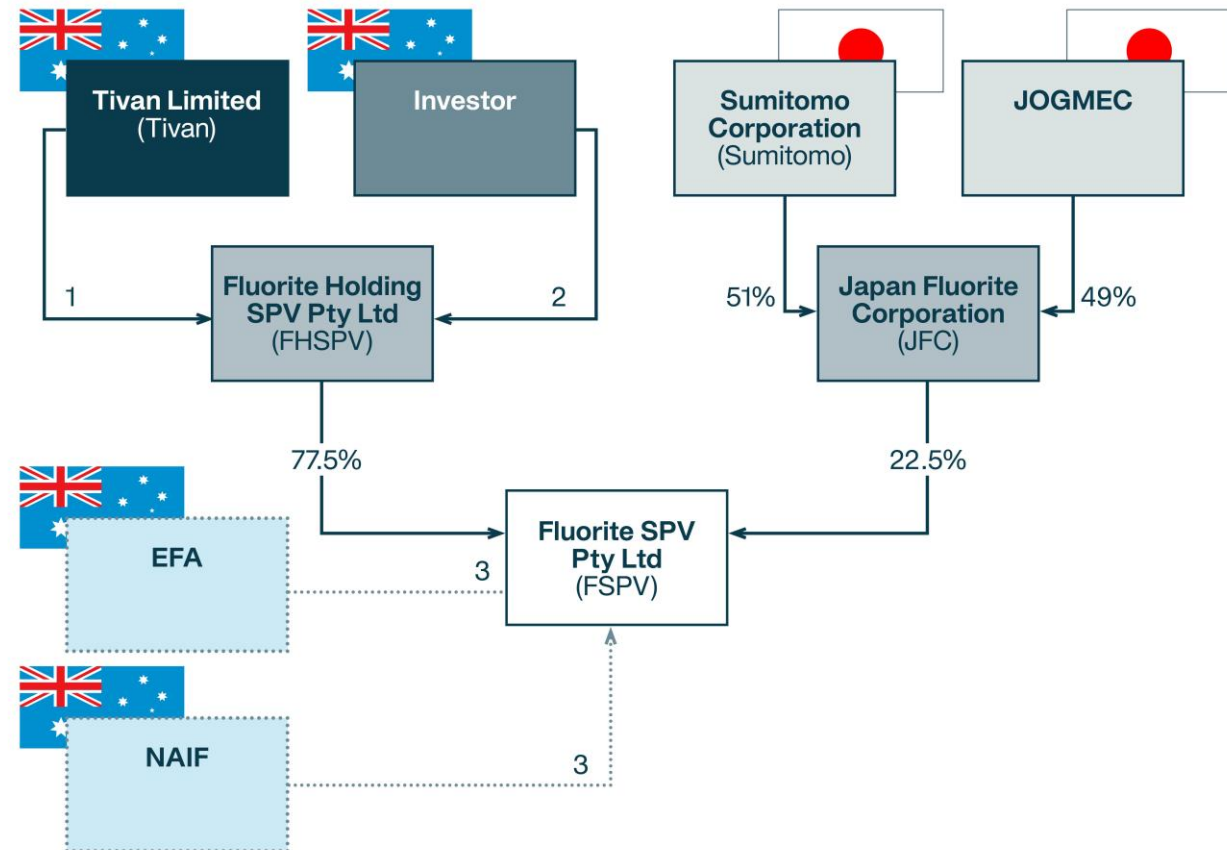 Tivan Limited
(Tivan)
Investor
Sumitomo
Corporation
(Sumitomo)
JOGMEC
1
Fluorite Holding
SPV Pty Ltd
(FHSPV)
2
51%
Japan Fluorite
Corporation
(JFC)
49%
77.5%
22.5%
EFA
3
Fluorite SPV
Pty Ltd
(FSPV)
NAIF
3